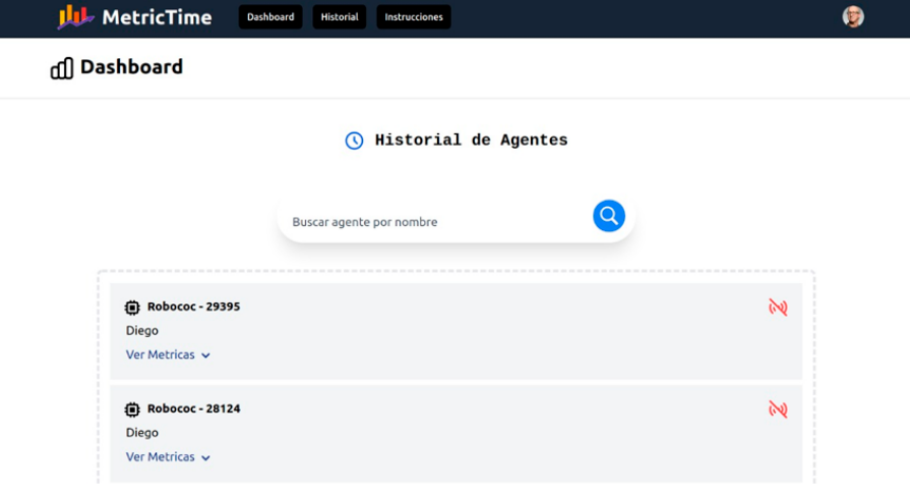 MetricTime
Dashboard Historial Instrucciones
Dashboard
Historial de Agentes
Buscar agente por nombre
Robococ - 29395
Diego
Ver Metricas
Robococ - 28124
Diego
Ver Metricas